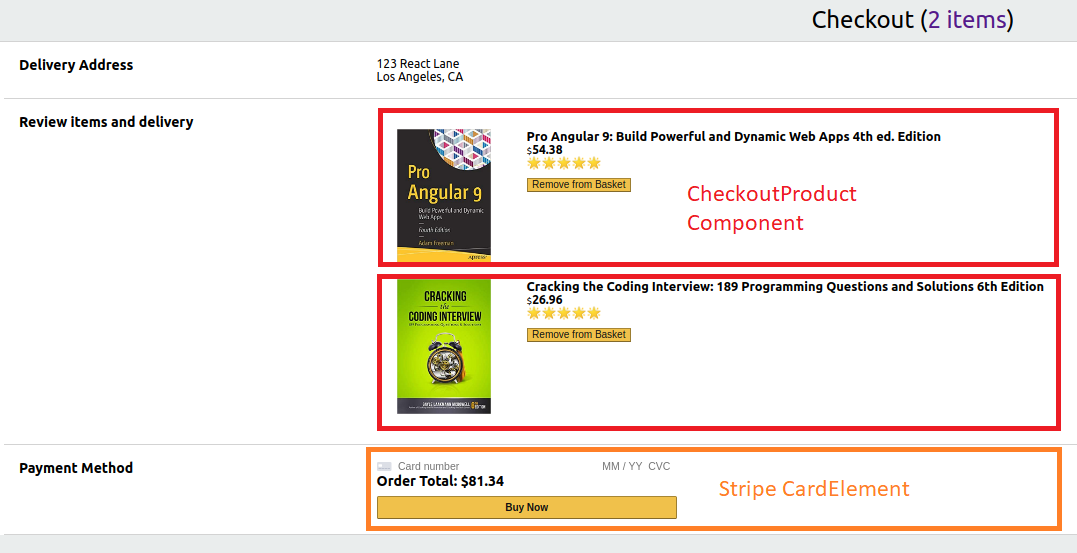 Checkout (2 items)
Delivery Address
123 React Lane
Los Angeles, CA
Review items and delivery
Pro
Angular 9
Build Powerful and Dynamic
Web Apps
Fourth Edition
Adam Freeman
Apress
Pro Angular 9: Build Powerful and Dynamic Web Apps 4th ed. Edition
$54.38
Remove from Basket
CheckoutProduct
Component
CRACKING
the
CODING INTERVIEW
189 PROGRAMMING QUESTIONS & SOLUTIONS
GAYLE LAAKMANN MCDOWELL
Cracking the Coding Interview: 189 Programming Questions and Solutions 6th Edition
$26.96
Remove from Basket
Payment Method
Card number MM / YY CVC
Order Total: $81.34
Buy Now
Stripe CardElement